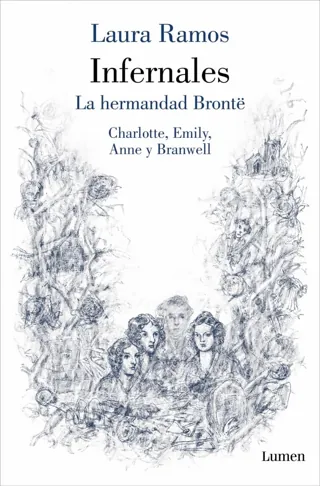 Laura Ramos
Infernales
La hermandad Brontë
Charlotte, Emily,
Anne y Branwell
Lumen